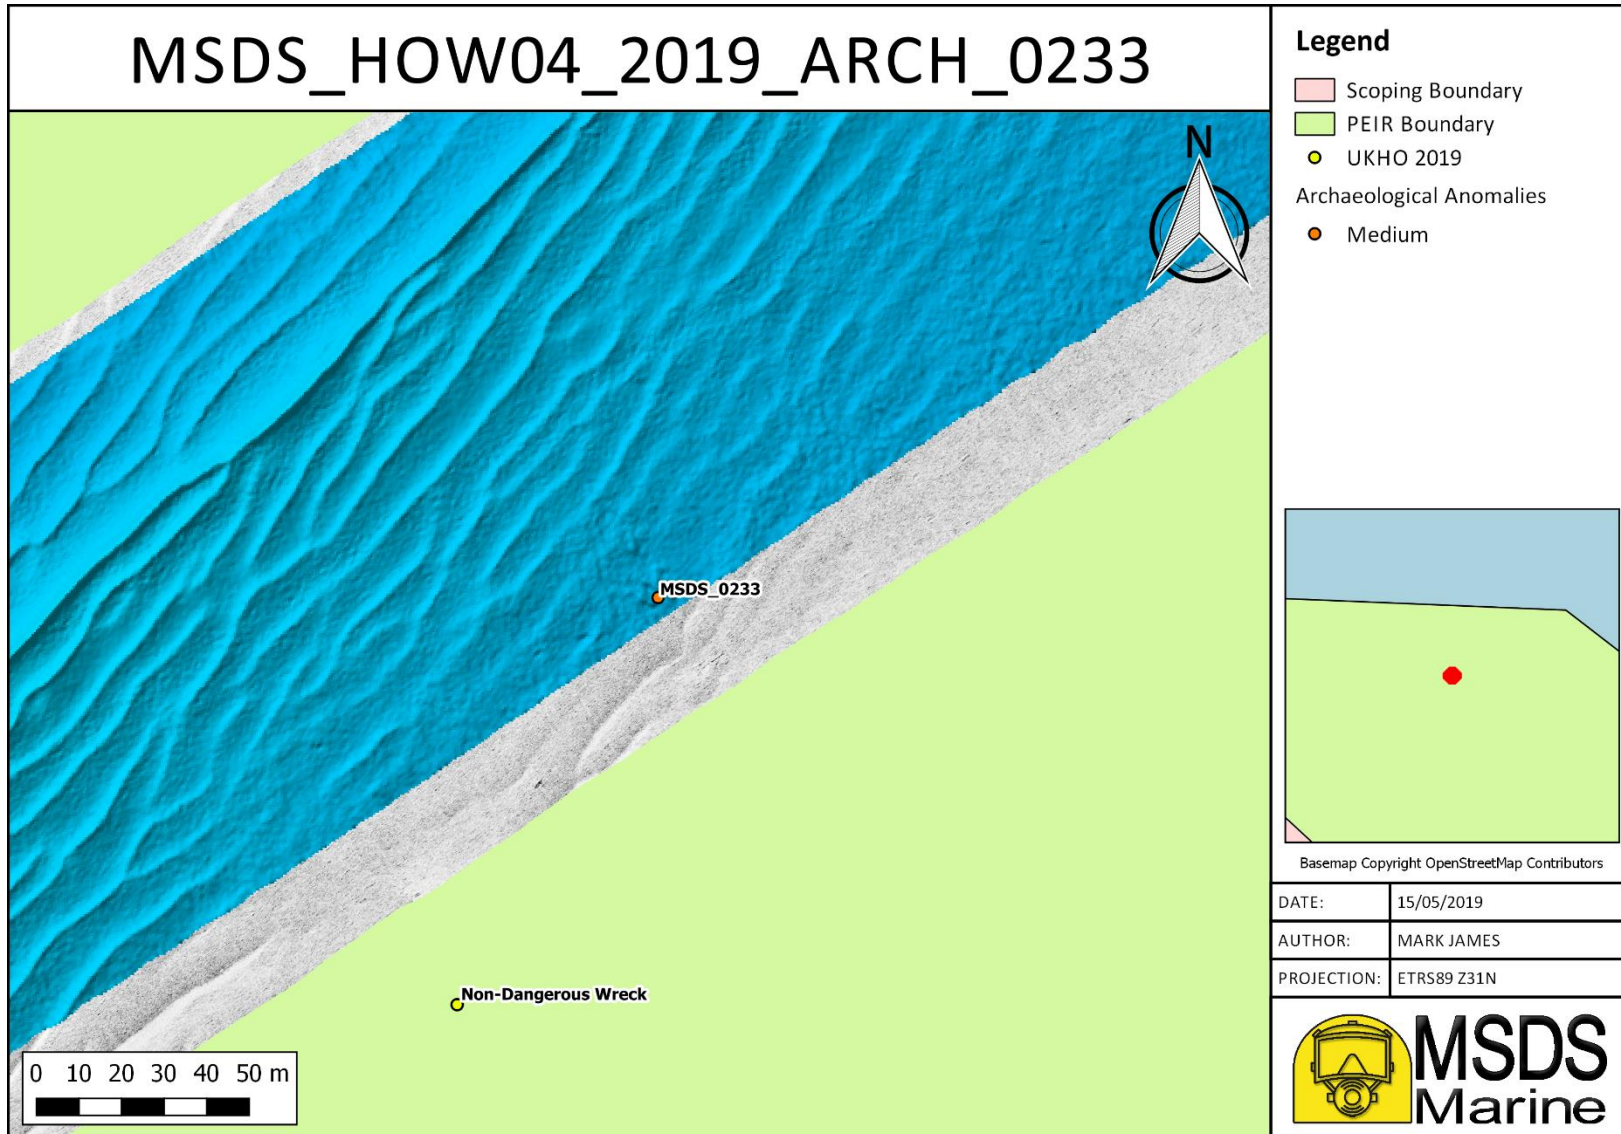 MSDS_HOW04_2019_ARCH_0233
N
MSDS_0233
Non-Dangerous Wreck
0 10 20 30 40 50 m
Legend
Scoping Boundary
PEIR Boundary
UKHO 2019
Archaeological Anomalies
Medium
Basemap Copyright OpenStreetMap Contributors
DATE: 15/05/2019
AUTHOR: MARK JAMES
PROJECTION: ETRS89 Z31N
MSDS
Marine